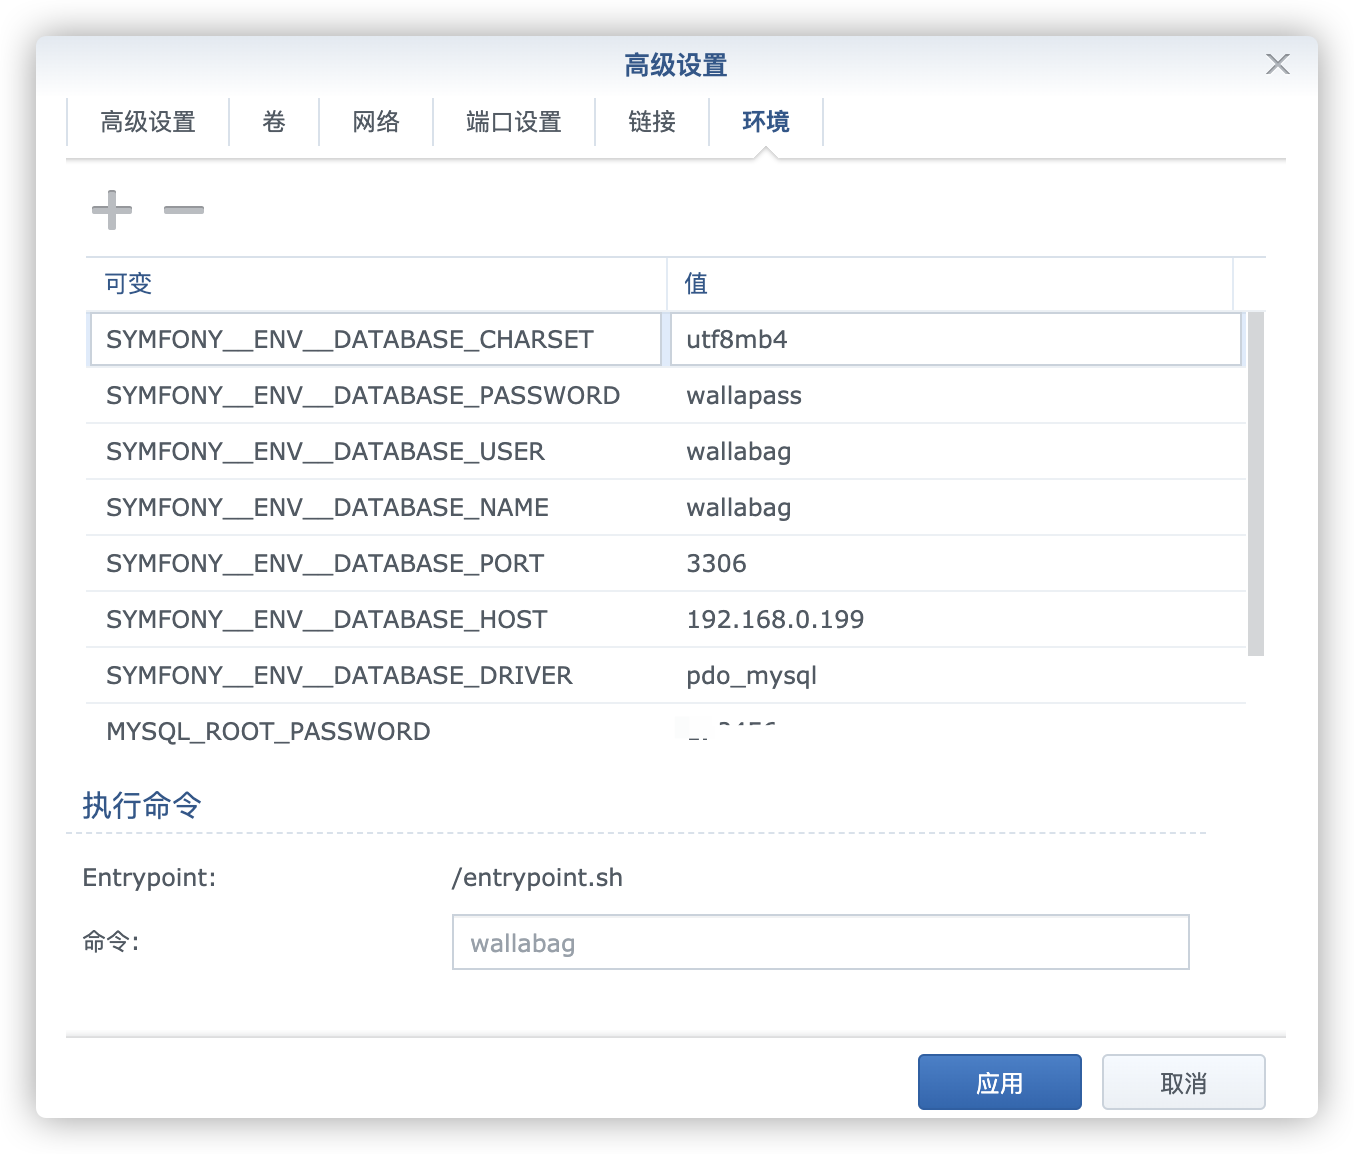 高级设置
高级设置 卷 网络 端口设置 链接 环境
可变 值
SYMFONY__ENV__DATABASE_CHARSET utf8mb4
SYMFONY__ENV__DATABASE_PASSWORD wallapass
SYMFONY__ENV__DATABASE_USER wallabag
SYMFONY__ENV__DATABASE_NAME wallabag
SYMFONY__ENV__DATABASE_PORT 3306
SYMFONY__ENV__DATABASE_HOST 192.168.0.199
SYMFONY__ENV__DATABASE_DRIVER pdo_mysql
MYSQL_ROOT_PASSWORD
执行命令
Entrypoint: /entrypoint.sh
命令: wallabag
应用 取消